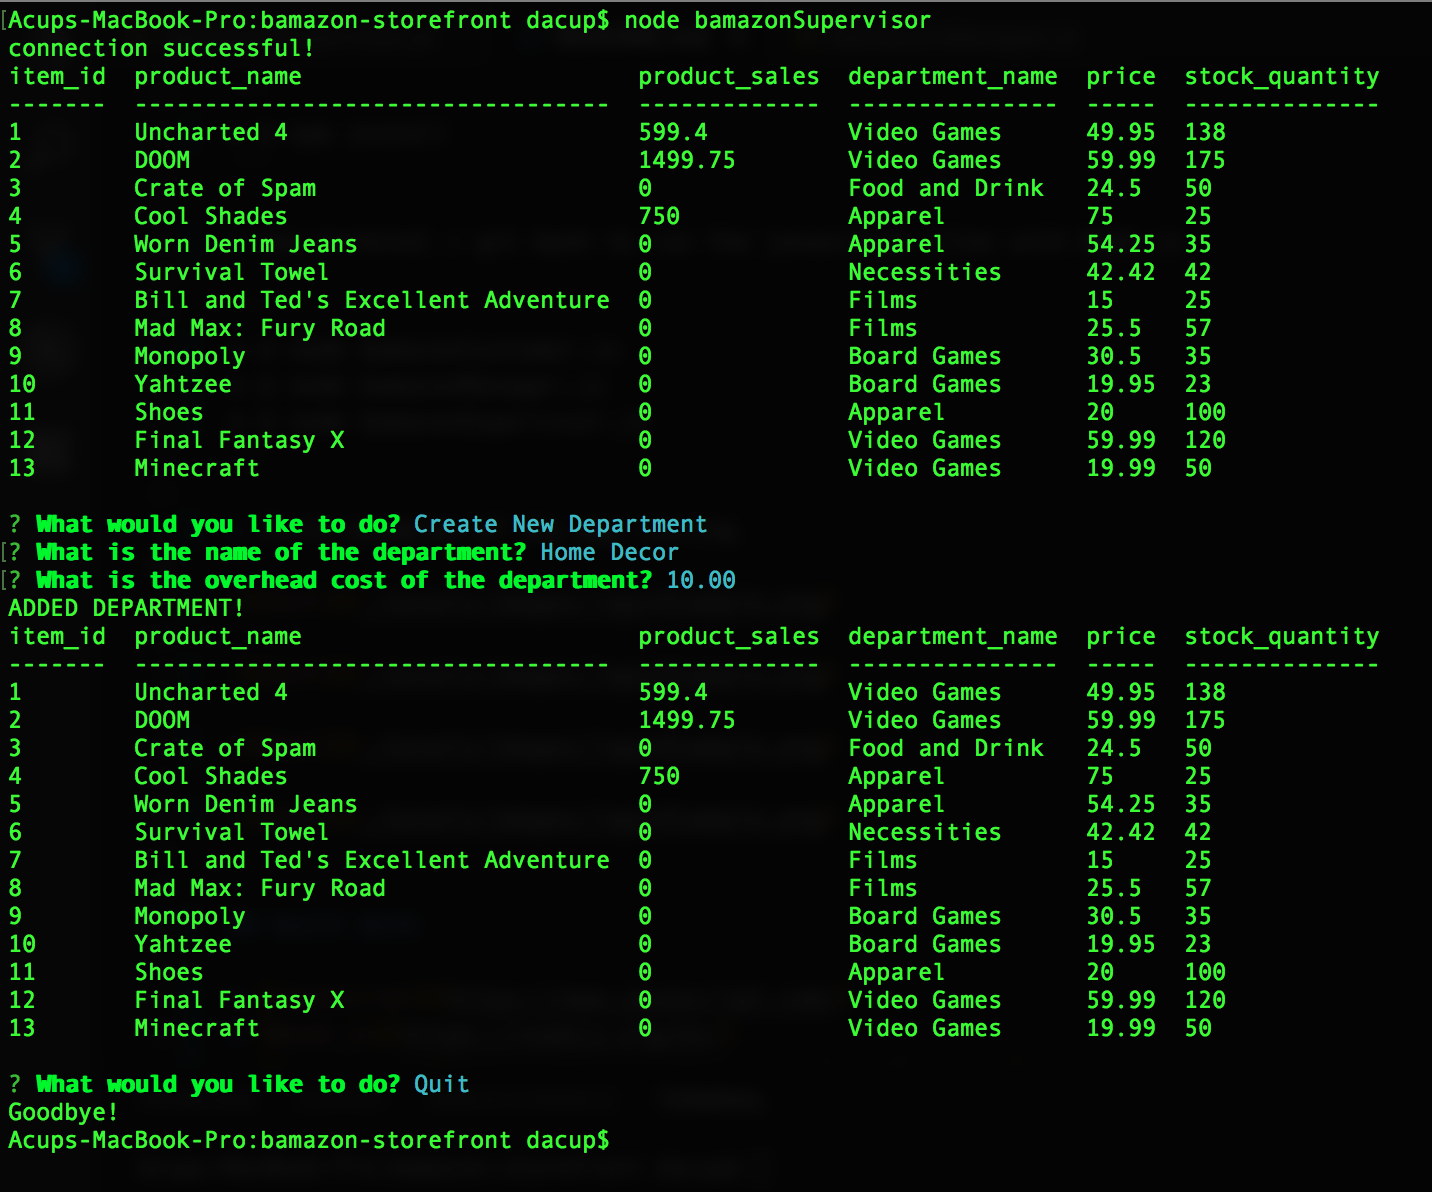 [Acups-MacBook-Pro:bamazon-storefront dacup$ node bamazonSupervisor
connection successful!
item_id  product_name                        product_sales  department_name  price  stock_quantity
-------  ----------------------------------  -------------  ---------------  -----  --------------
1        Uncharted 4                         599.4          Video Games      49.95  138
2        DOOM                                1499.75        Video Games      59.99  175
3        Crate of Spam                       0              Food and Drink   24.5   50
4        Cool Shades                         750            Apparel          75     25
5        Worn Denim Jeans                    0              Apparel          54.25  35
6        Survival Towel                      0              Necessities      42.42  42
7        Bill and Ted's Excellent Adventure  0              Films            15     25
8        Mad Max: Fury Road                  0              Films            25.5   57
9        Monopoly                            0              Board Games      30.5   35
10       Yahtzee                             0              Board Games      19.95  23
11       Shoes                               0              Apparel          20     100
12       Final Fantasy X                     0              Video Games      59.99  120
13       Minecraft                           0              Video Games      19.99  50
? What would you like to do? Create New Department
[? What is the name of the department? Home Decor
[? What is the overhead cost of the department? 10.00
ADDED DEPARTMENT!
item_id  product_name                        product_sales  department_name  price  stock_quantity
-------  ----------------------------------  -------------  ---------------  -----  --------------
1        Uncharted 4                         599.4          Video Games      49.95  138
2        DOOM                                1499.75        Video Games      59.99  175
3        Crate of Spam                       0              Food and Drink   24.5   50
4        Cool Shades                         750            Apparel          75     25
5        Worn Denim Jeans                    0              Apparel          54.25  35
6        Survival Towel                      0              Necessities      42.42  42
7        Bill and Ted's Excellent Adventure  0              Films            15     25
8        Mad Max: Fury Road                  0              Films            25.5   57
9        Monopoly                            0              Board Games      30.5   35
10       Yahtzee                             0              Board Games      19.95  23
11       Shoes                               0              Apparel          20     100
12       Final Fantasy X                     0              Video Games      59.99  120
13       Minecraft                           0              Video Games      19.99  50
? What would you like to do? Quit
Goodbye!
Acups-MacBook-Pro:bamazon-storefront dacup$